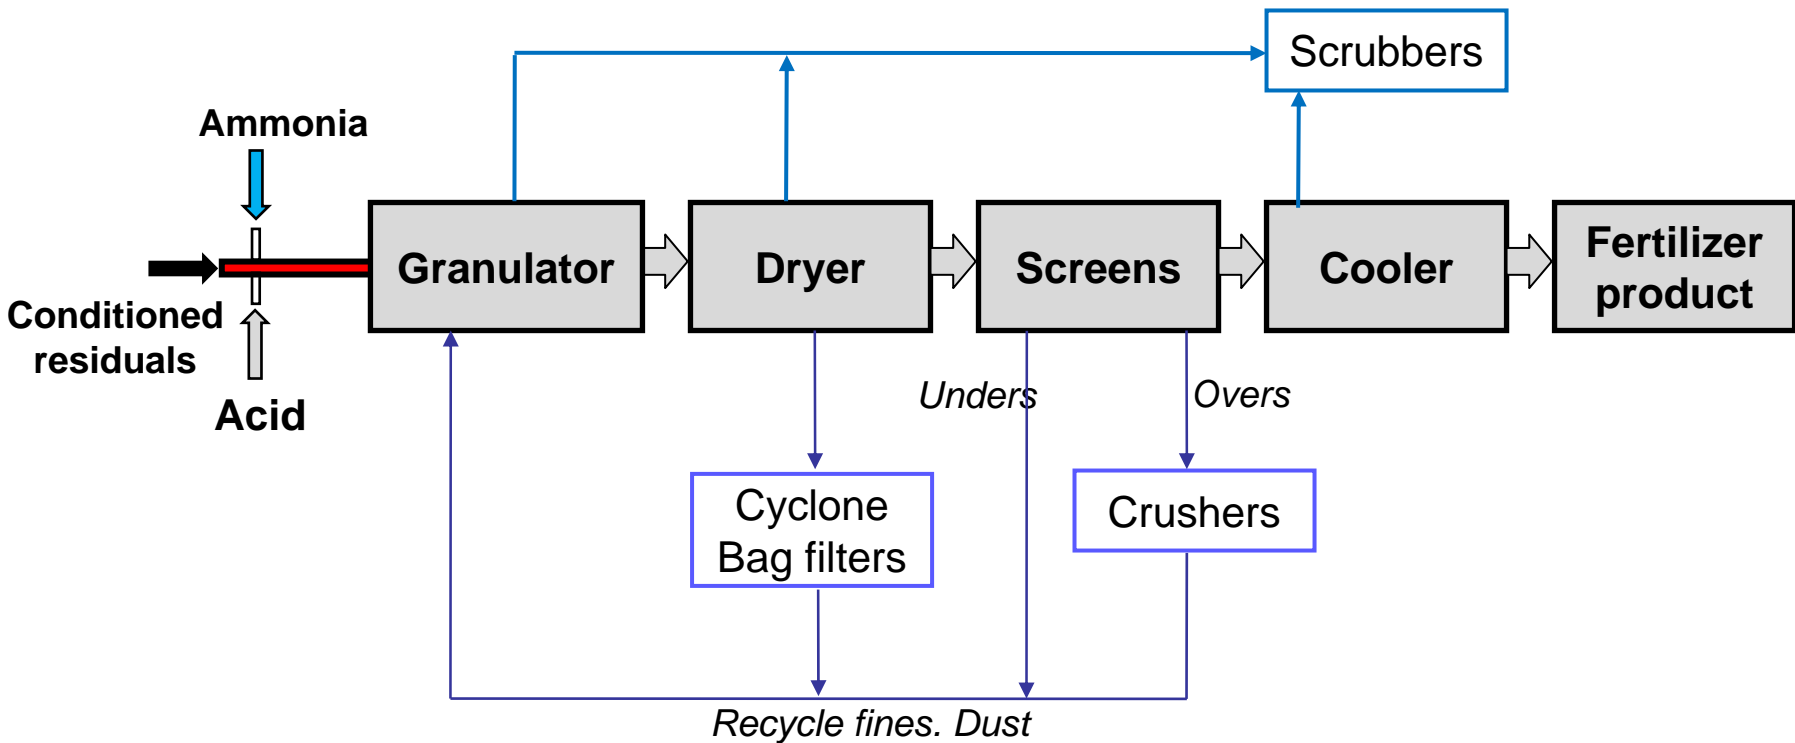 Scrubbers
Ammonia
Granulator
Dryer
Screens
Cooler
Fertilizer
product
Conditioned
residuals
Acid
Unders
Overs
Cyclone
Bag filters
Crushers
Recycle fines. Dust